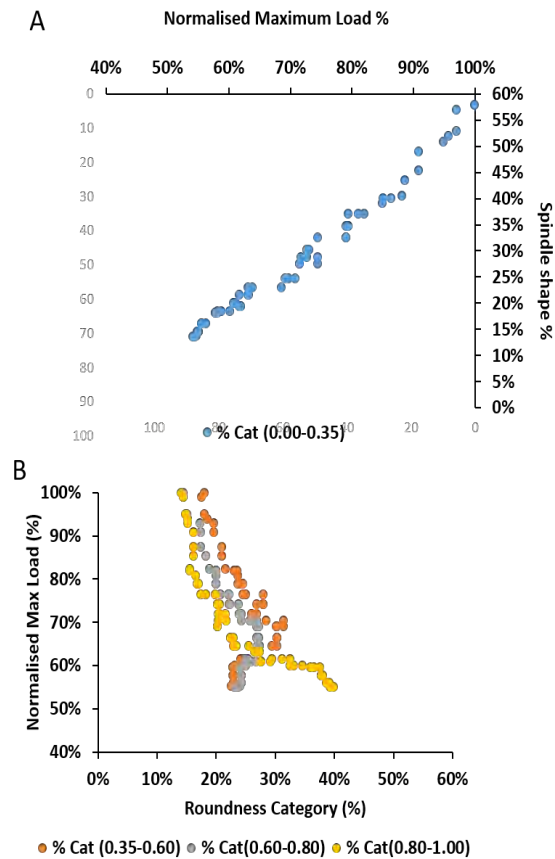 A
Normalised Maximum Load %
40% 50% 60% 70% 80% 90% 100%
0
10
20
30
40
50
60
70
80
90
100
60%
55%
50%
45%
40%
35%
30%
25%
20%
15%
10%
5%
0%
Spindle shape %
100 80 60 40 20 0
% Cat (0.00-0.35)
B
Normalised Max Load (%)
100%
90%
80%
70%
60%
50%
40%
0% 10% 20% 30% 40% 50% 60%
Roundness Category (%)
% Cat (0.35-0.60) % Cat(0.60-0.80) % Cat(0.80-1.00)